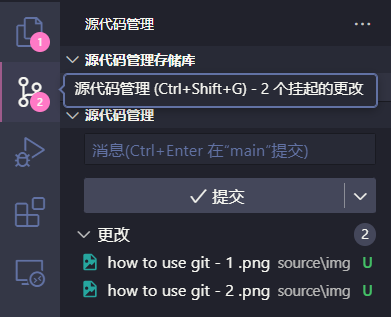 源代码管理
1
源代码管理存储库
源代码管理 (Ctrl+Shift+G) - 2 个挂起的更改
2
源代码管理
消息(Ctrl+Enter 在“main”提交)
提交
更改 2
how to use git - 1 .png source\img U
how to use git - 2 .png source\img U